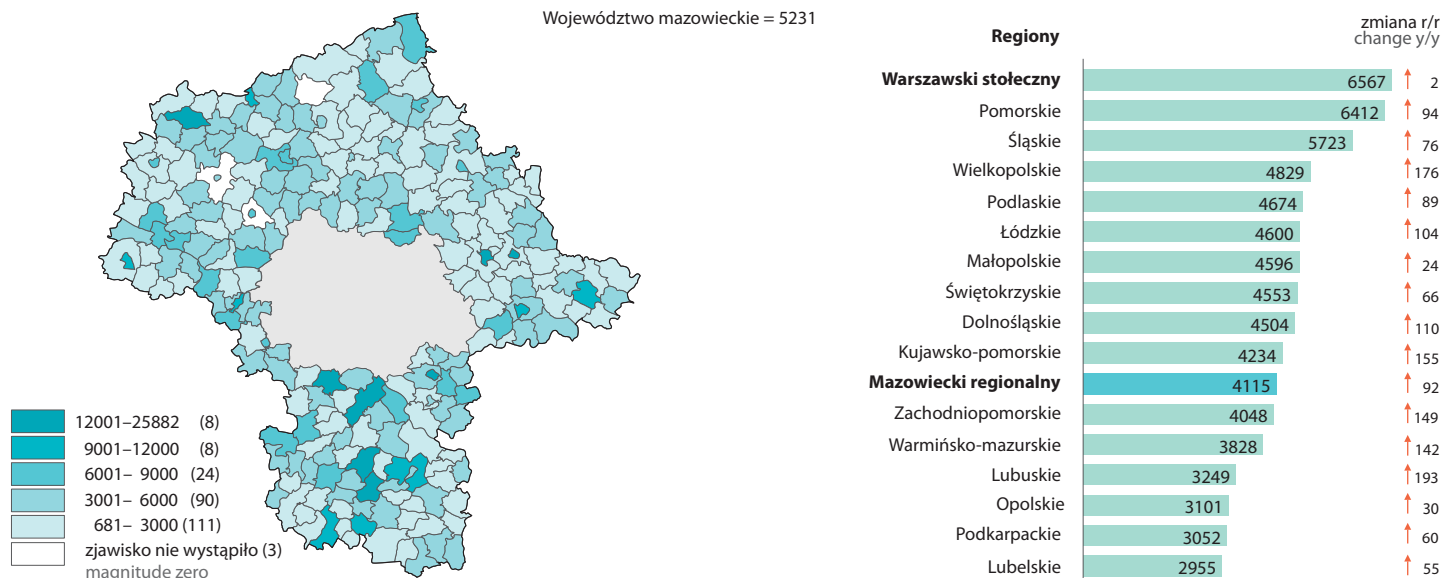 Województwo mazowieckie = 5231
12001–25882 (8)
9001–12000 (8)
6001– 9000 (24)
3001– 6000 (90)
681– 3000 (111)
zjawisko nie wystąpiło (3)
magnitude zero
zmiana r/r
Regiony change y/y
Warszawski stołeczny 6567 ↑ 2
Pomorskie 6412 ↑ 94
Śląskie 5723 ↑ 76
Wielkopolskie 4829 ↑ 176
Podlaskie 4674 ↑ 89
Łódzkie 4600 ↑ 104
Małopolskie 4596 ↑ 24
Świętokrzyskie 4553 ↑ 66
Dolnośląskie 4504 ↑ 110
Kujawsko-pomorskie 4234 ↑ 155
Mazowiecki regionalny 4115 ↑ 92
Zachodniopomorskie 4048 ↑ 149
Warmińsko-mazurskie 3828 ↑ 142
Lubuskie 3249 ↑ 193
Opolskie 3101 ↑ 30
Podkarpackie 3052 ↑ 60
Lubelskie 2955 ↑ 55